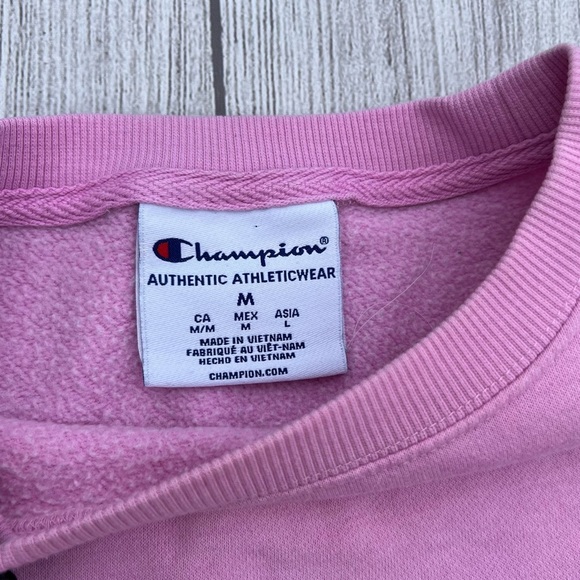 Champion®
AUTHENTIC ATHLETICWEAR
M
CA MEX ASIA
M/M M L
MADE IN VIETNAM
FABRIQUÉ AU VIÊT-NAM
HECHO EN VIETNAM
CHAMPION.COM